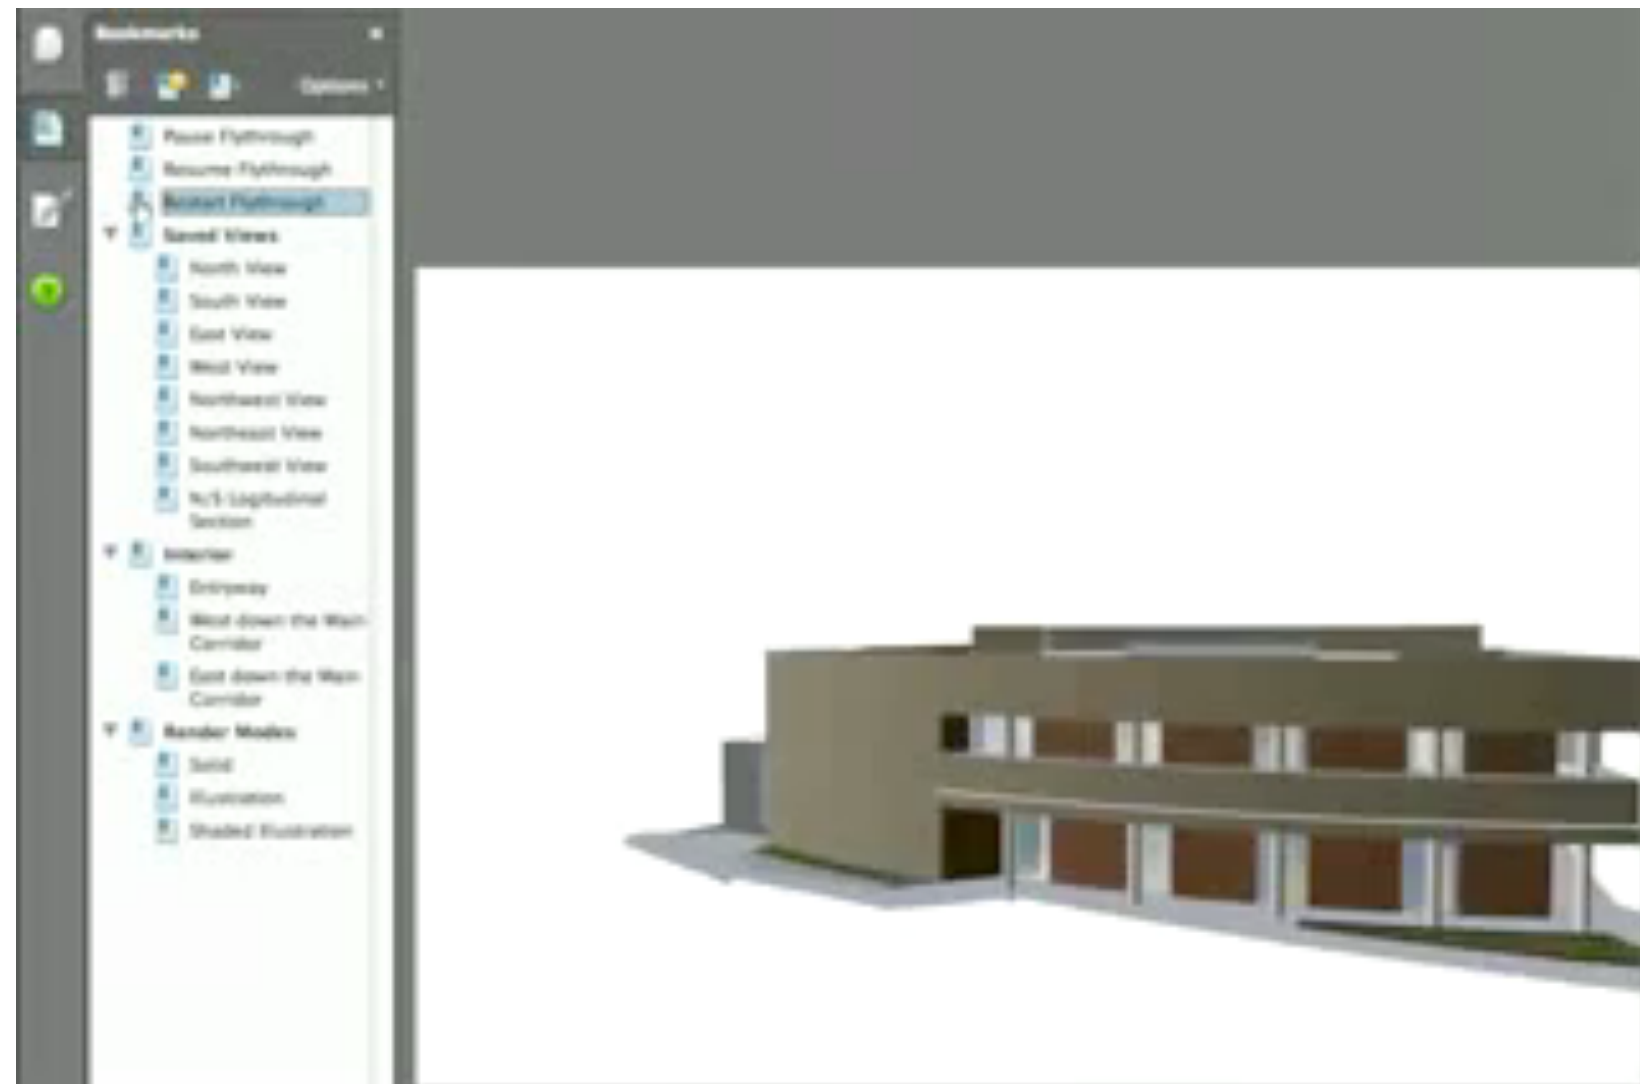 Bookmarks
Options
Pause Flythrough
Resume Flythrough
Restart Flythrough
Saved Views
North View
South View
East View
West View
Northwest View
Northeast View
Southwest View
N/S Logitudinal
Section
Interior
Entryway
West down the Main
Corridor
East down the Main
Corridor
Render Modes
Solid
Illustration
Shaded Illustration